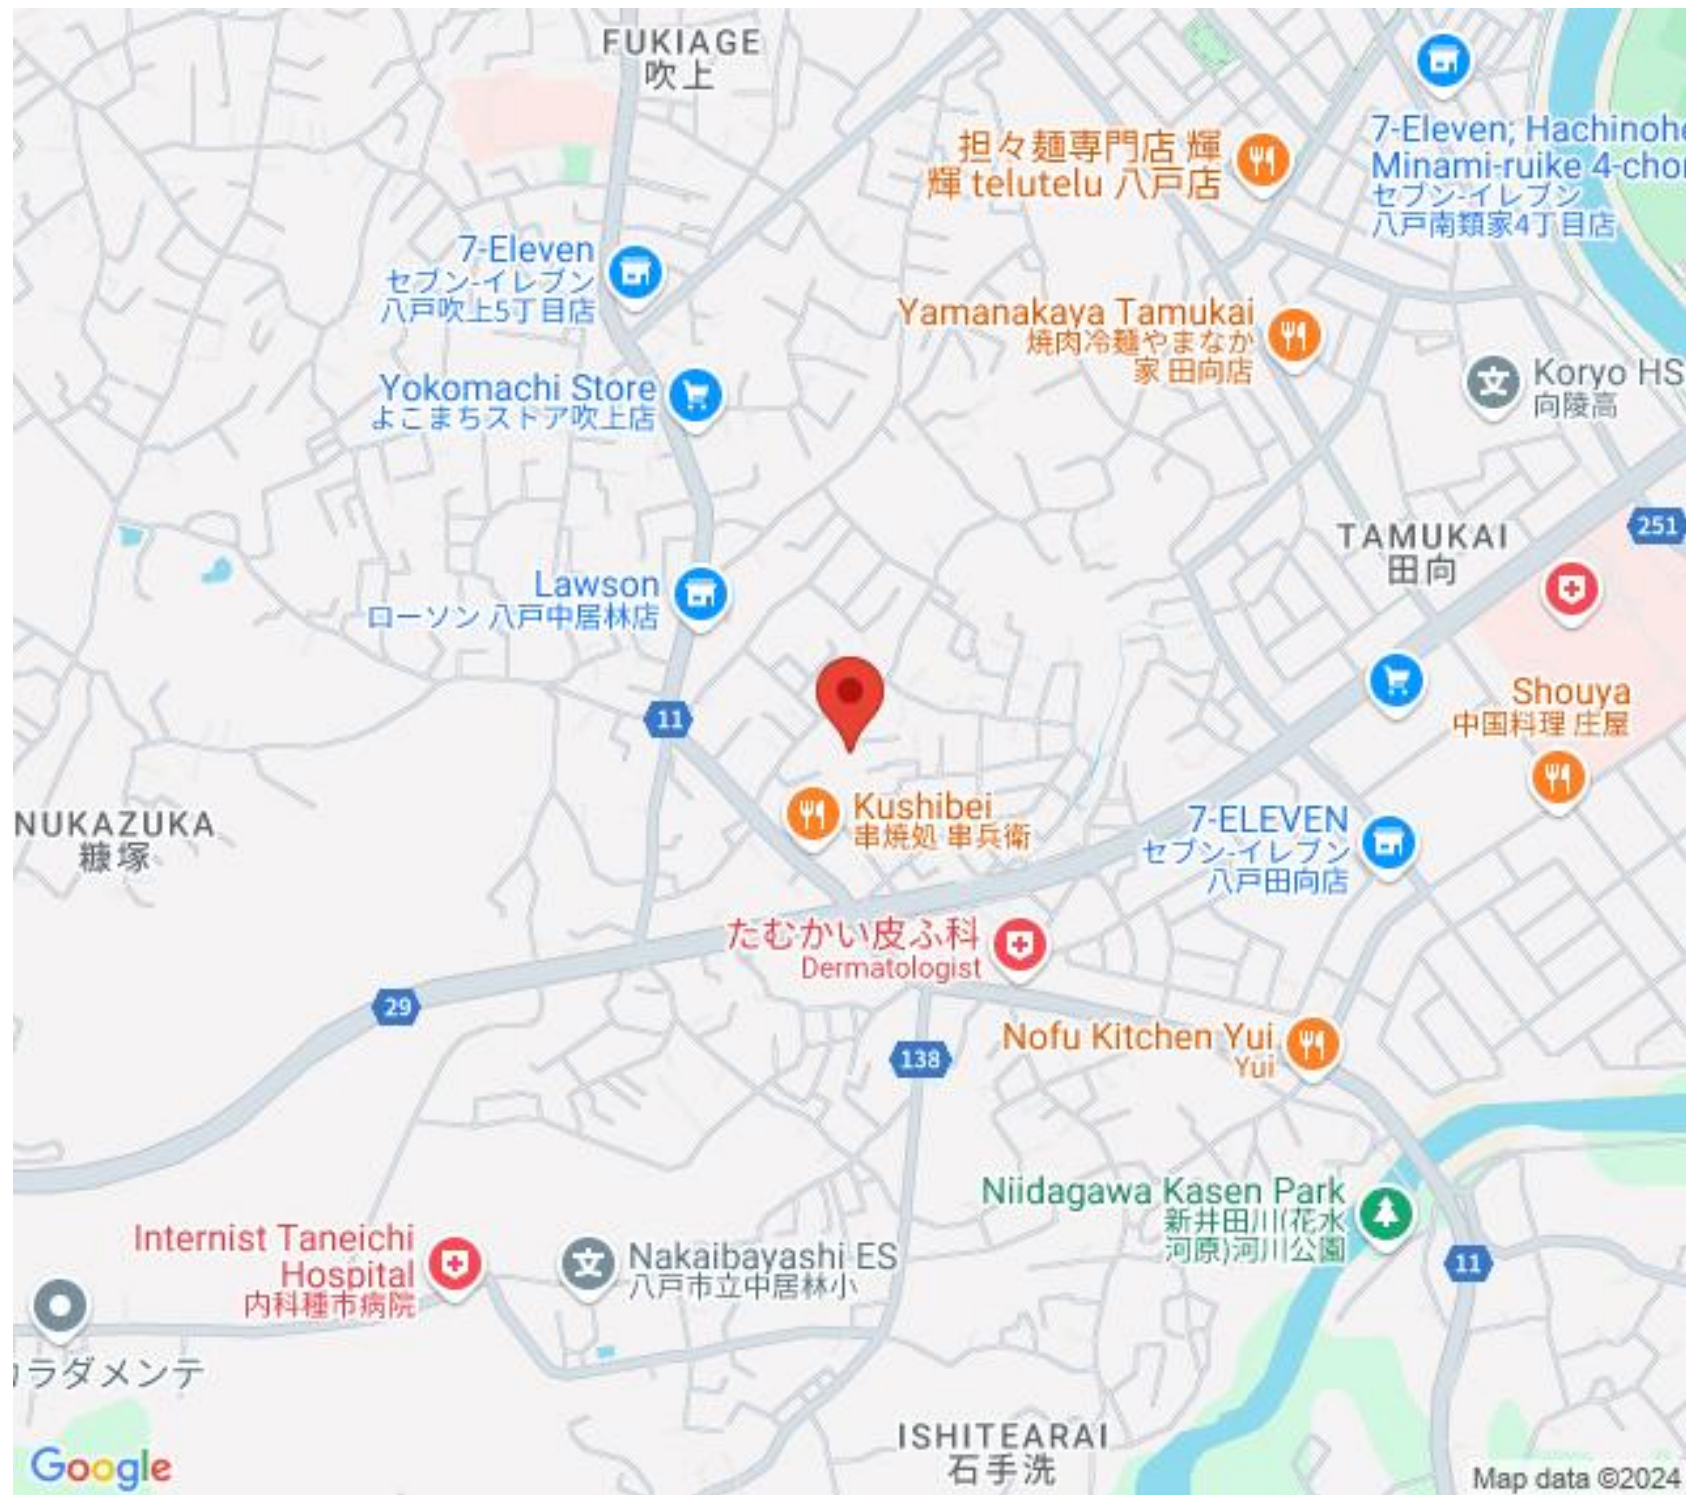 FUKIAGE
吹上
担々麺専門店 輝
輝 telutelu 八戸店
7-Eleven; Hachinohe
Minami-ruike 4-chom
セブン-イレブン
八戸南類家4丁目店
7-Eleven
セブン-イレブン
八戸吹上5丁目店
Yamanakaya Tamukai
焼肉冷麺やまなか
家 田向店
Yokomachi Store
よこまちストア吹上店
Koryo HS
向陵高
251
TAMUKAI
田向
Lawson
ローソン 八戸中居林店
11
Shouya
中国料理 庄屋
NUKAZUKA
糠塚
Kushibei
串焼処 串兵衛
7-ELEVEN
セブン-イレブン
八戸田向店
たむかい皮ふ科
Dermatologist
29
138
Nofu Kitchen Yui
Yui
Niidagawa Kasen Park
新井田川(花水
河原)河川公園
Internist Taneichi
Hospital
内科種市病院
Nakaibayashi ES
八戸市立中居林小
11
ラダメンテ
ISHITEARAI
石手洗
Google
Map data ©2024